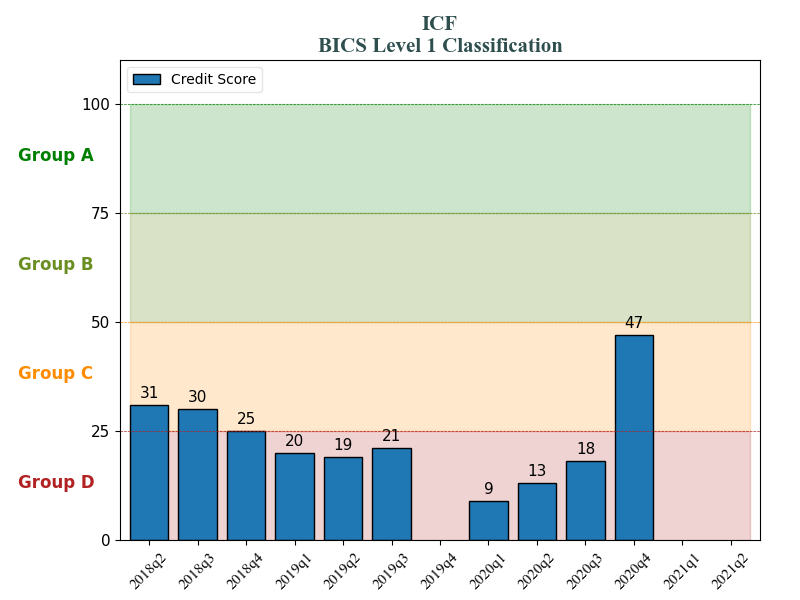 ICF
BICS Level 1 Classification
Credit Score
100
Group A
75
Group B
50
47
Group C
31
30
25
20
19
21
9
13
18
25
Group D
0
2018q2
2018q3
2018q4
2019q1
2019q2
2019q3
2019q4
2020q1
2020q2
2020q3
2020q4
2021q1
2021q2